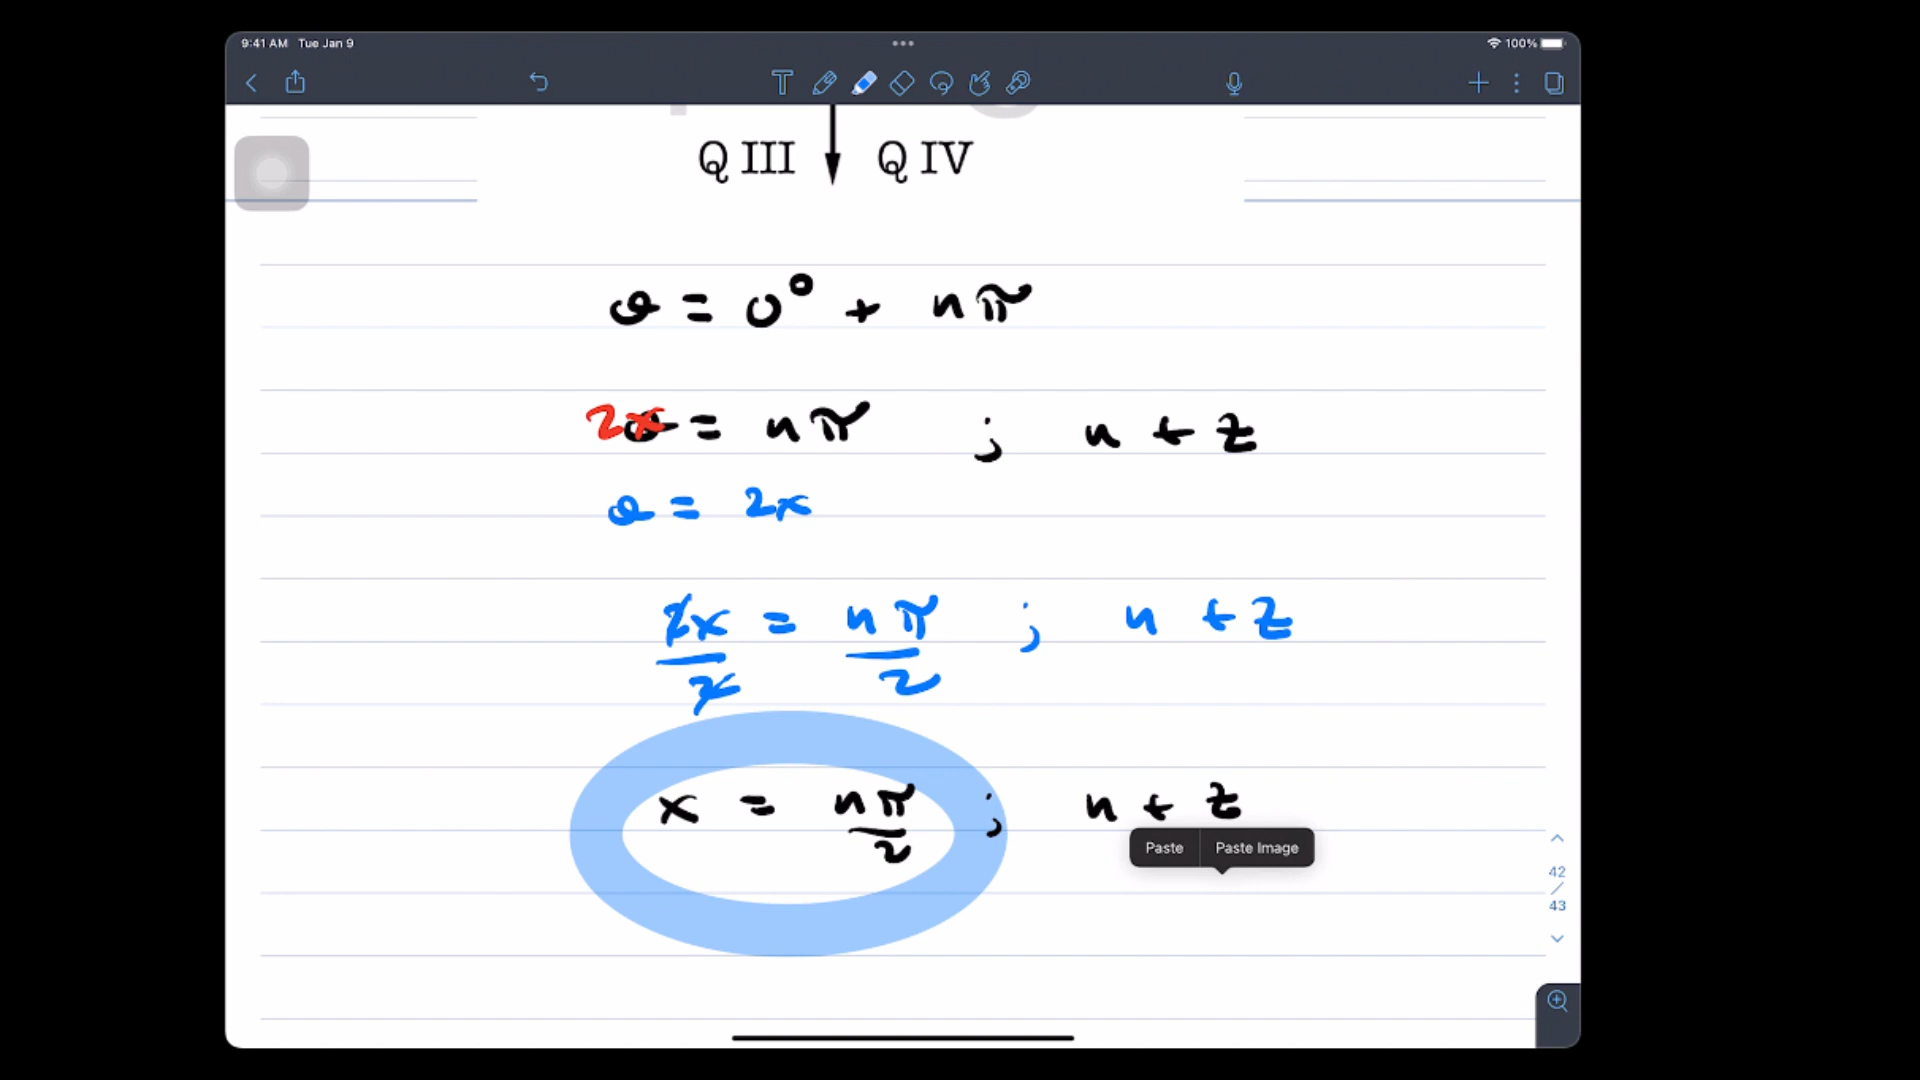 9:41 AM Tue Jan 9
100%
Q III Q IV
θ = 0° + nπ
2x = nπ ; n + z
θ = 2x
2x/2 = nπ/2 ; n + z
x = nπ/2 ; n + z
Paste Paste Image
42
/
43